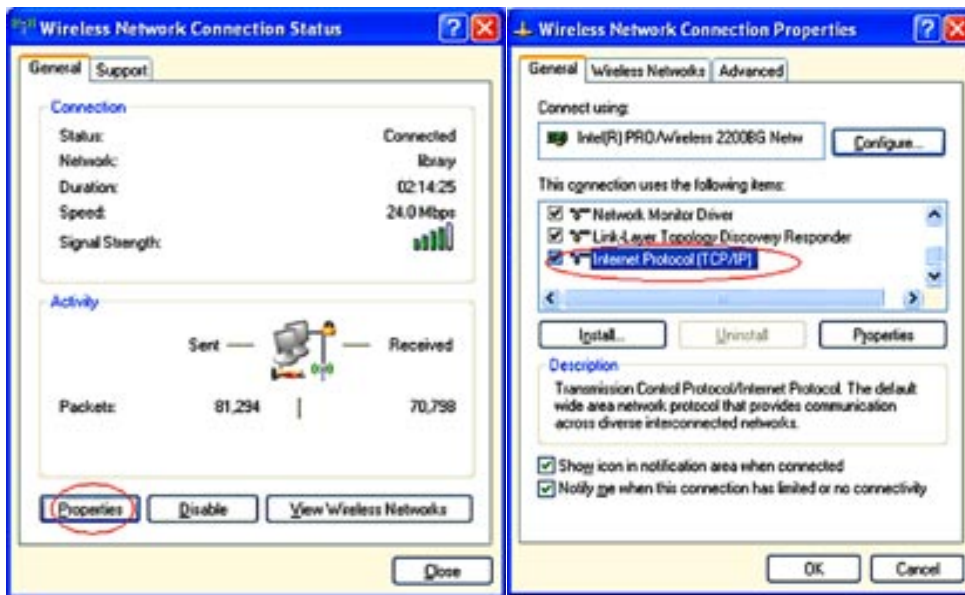 Wireless Network Connection Status
General Support
Connection
Status: Connected
Network: library
Duration: 02:14:25
Speed: 24.0 Mbps
Signal Strength:
Activity
Sent Received
Packets: 81,294 70,798
Properties Disable View Wireless Networks
Close
Wireless Network Connection Properties
General Wireless Networks Advanced
Connect using:
Intel(R) PRO/Wireless 2200BG Netw Configure...
This connection uses the following items:
Network Monitor Driver
Link-Layer Topology Discovery Responder
Internet Protocol (TCP/IP)
Install... Uninstall Properties
Description
Transmission Control Protocol/Internet Protocol. The default
wide area network protocol that provides communication
across diverse interconnected networks.
Show icon in notification area when connected
Notify me when this connection has limited or no connectivity
OK Cancel